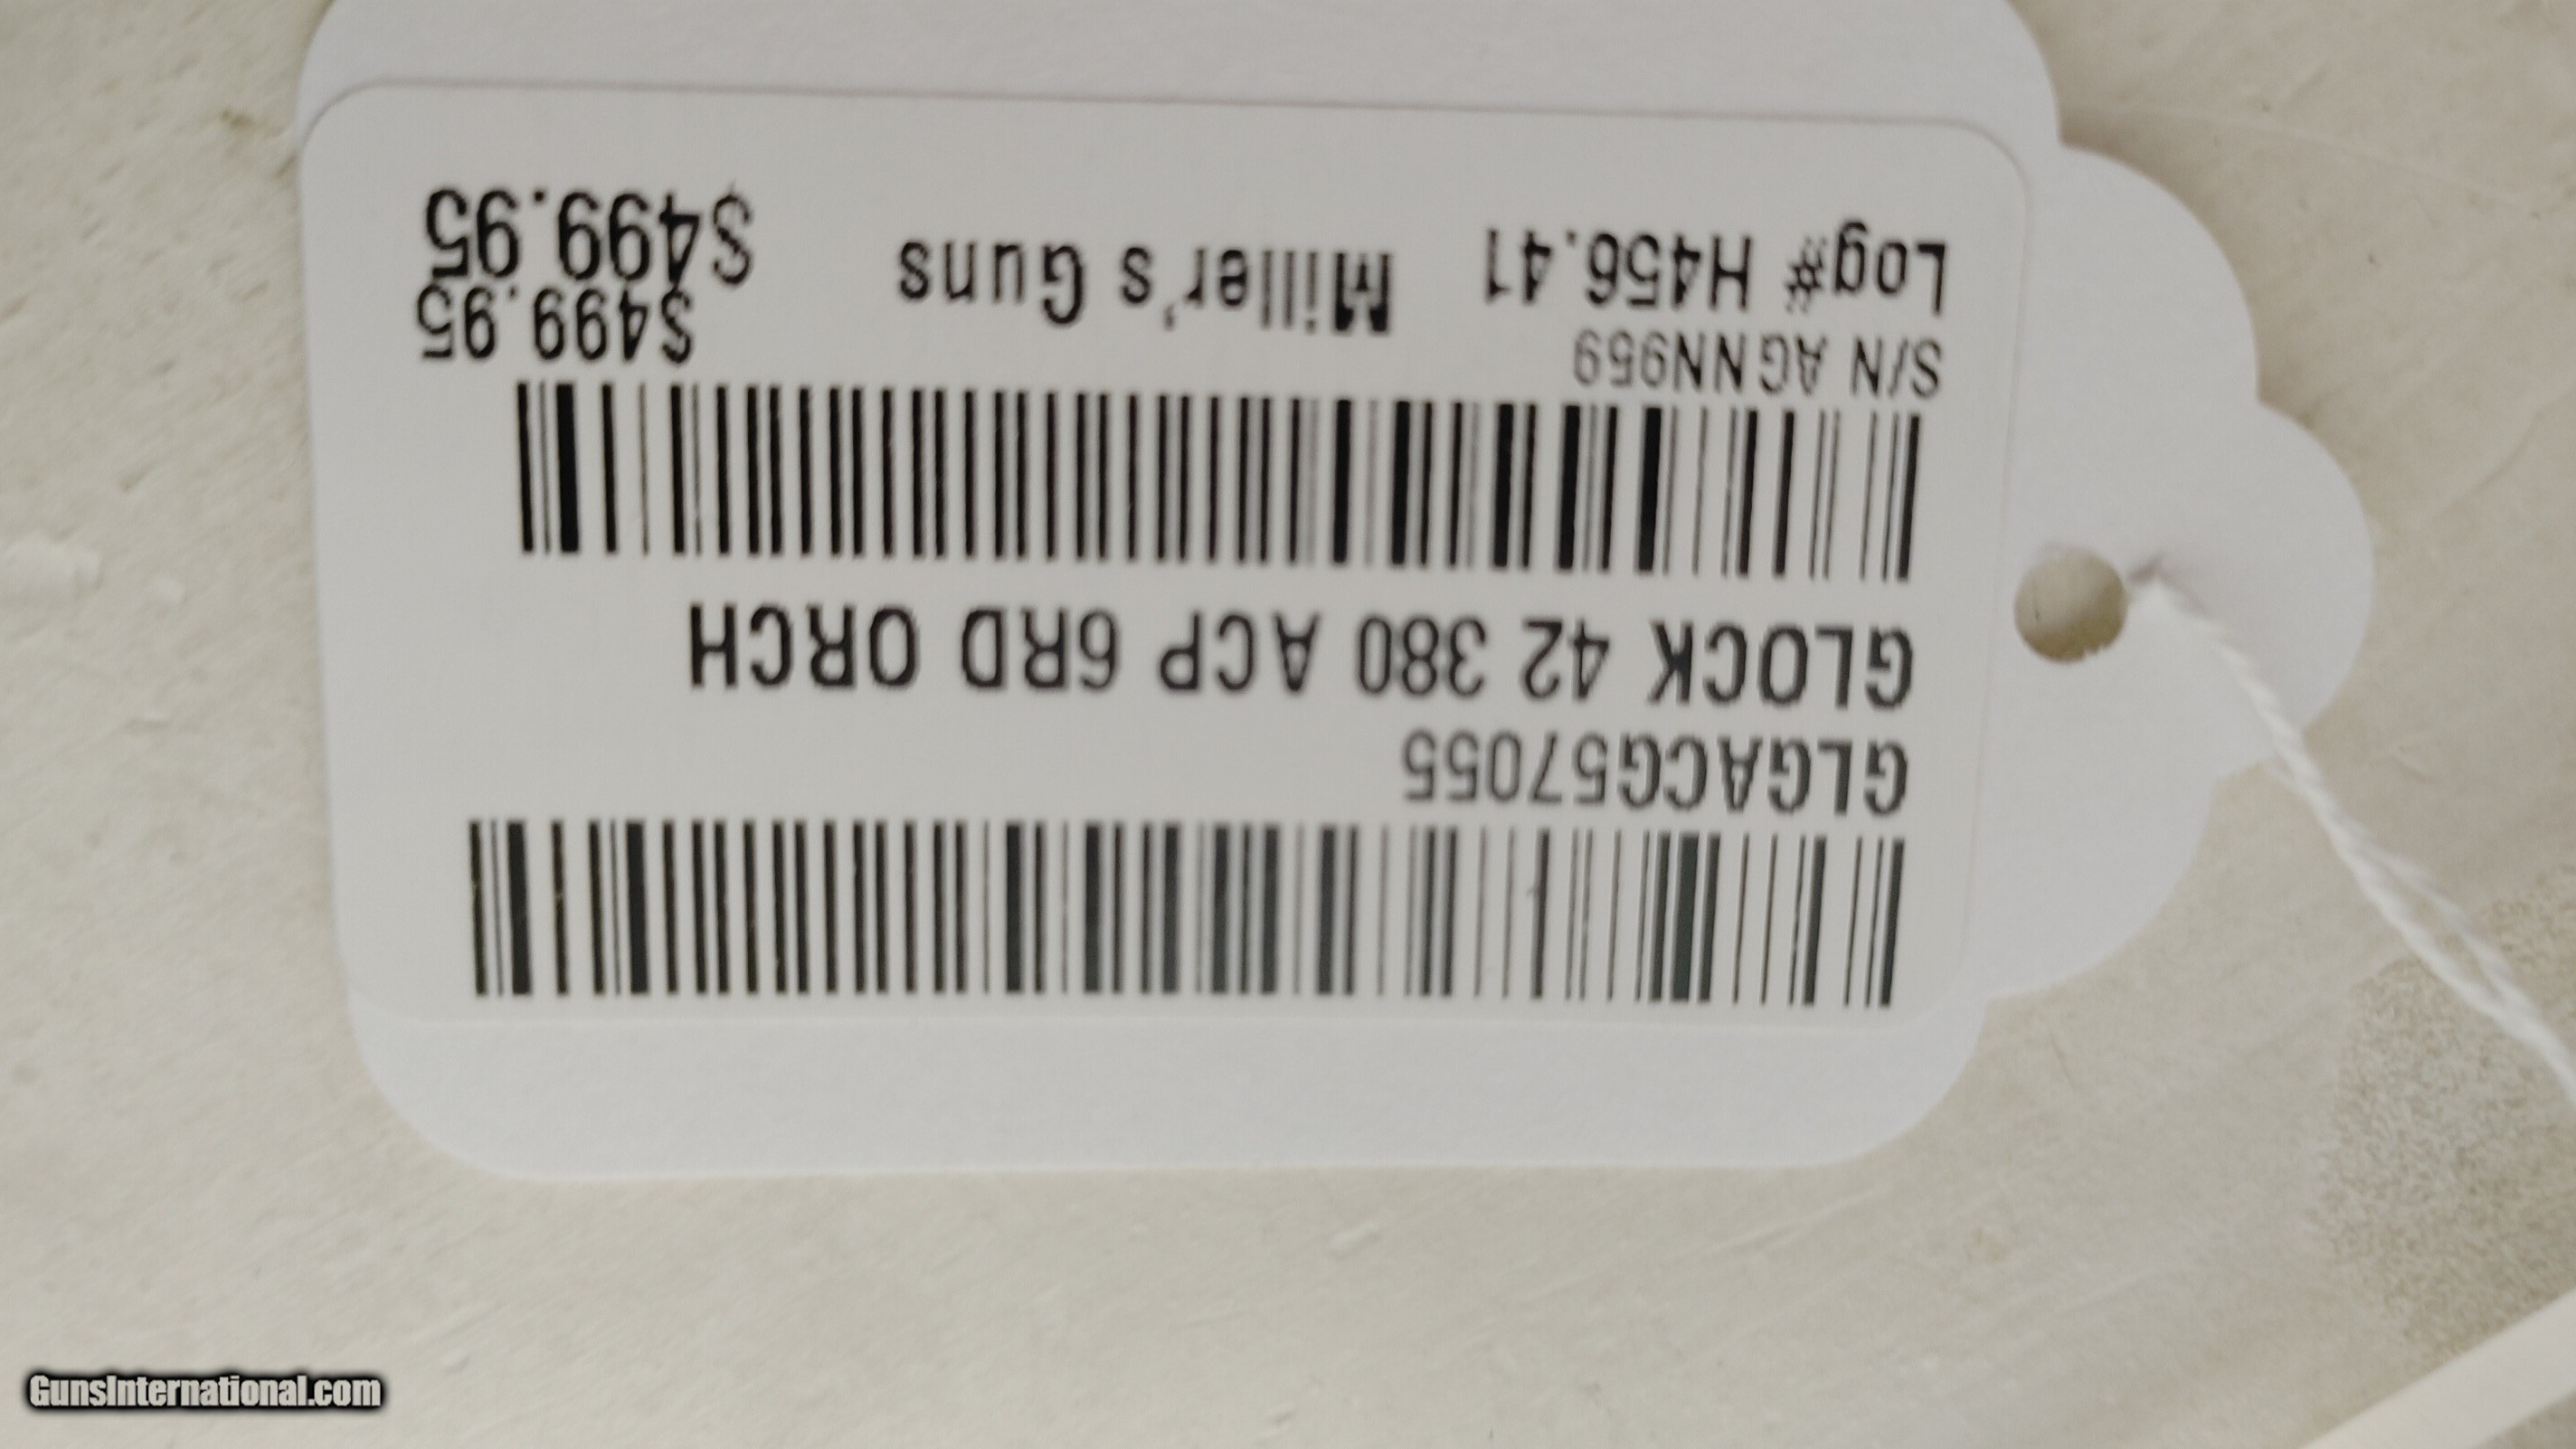 GLGACG57055
GLOCK 42 380 ACP 6RD ORCH
S/N AGNN959 $499.95
Log# H456.41 Miller's Guns $499.95
GunsInternational.com